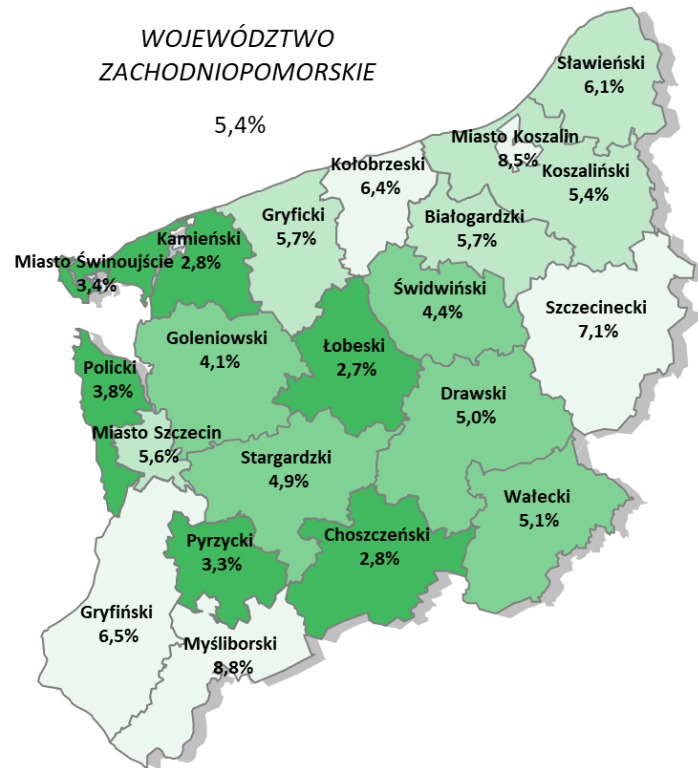 WOJEWÓDZTWO
ZACHODNIOPOMORSKIE
5,4%
Sławieński
6,1%
Miasto Koszalin
8,5%
Koszaliński
5,4%
Kołobrzeski
6,4%
Gryficki
5,7%
Białogardzki
5,7%
Kamieński
2,8%
Miasto Świnoujście
3,4%
Świdwiński
4,4%
Szczecinecki
7,1%
Goleniowski
4,1%
Łobeski
2,7%
Policki
3,8%
Drawski
5,0%
Miasto Szczecin
5,6%
Stargardzki
4,9%
Wałecki
5,1%
Pyrzycki
3,3%
Choszczeński
2,8%
Gryfiński
6,5%
Myśliborski
8,8%